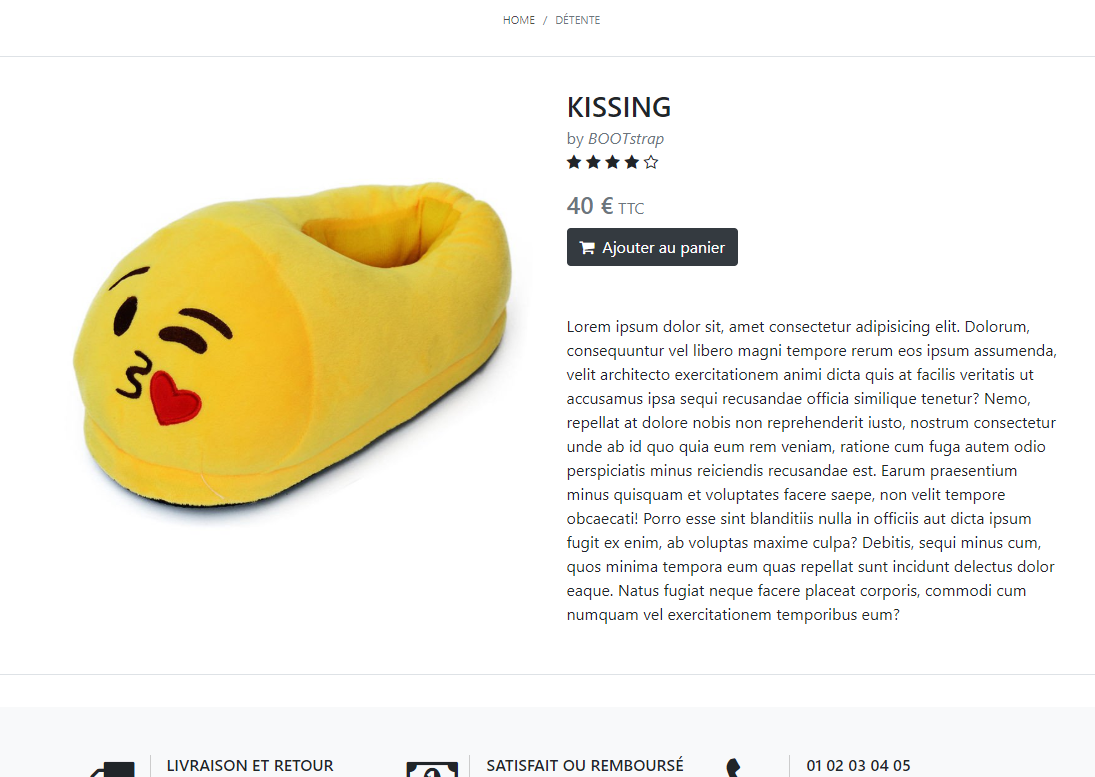 HOME / DÉTENTE
KISSING
by BOOTstrap
40 € TTC
Ajouter au panier
Lorem ipsum dolor sit, amet consectetur adipisicing elit. Dolorum,
consequuntur vel libero magni tempore rerum eos ipsum assumenda,
velit architecto exercitationem animi dicta quis at facilis veritatis ut
accusamus ipsa sequi recusandae officia similique tenetur? Nemo,
repellat at dolore nobis non reprehenderit iusto, nostrum consectetur
unde ab id quo quia eum rem veniam, ratione cum fuga autem odio
perspiciatis minus reiciendis recusandae est. Earum praesentium
minus quisquam et voluptates facere saepe, non velit tempore
obcaecati! Porro esse sint blanditiis nulla in officiis aut dicta ipsum
fugit ex enim, ab voluptas maxime culpa? Debitis, sequi minus cum,
quos minima tempora eum quas repellat sunt incidunt delectus dolor
eaque. Natus fugiat neque facere placeat corporis, commodi cum
numquam vel exercitationem temporibus eum?
LIVRAISON ET RETOUR
SATISFAIT OU REMBOURSÉ
01 02 03 04 05